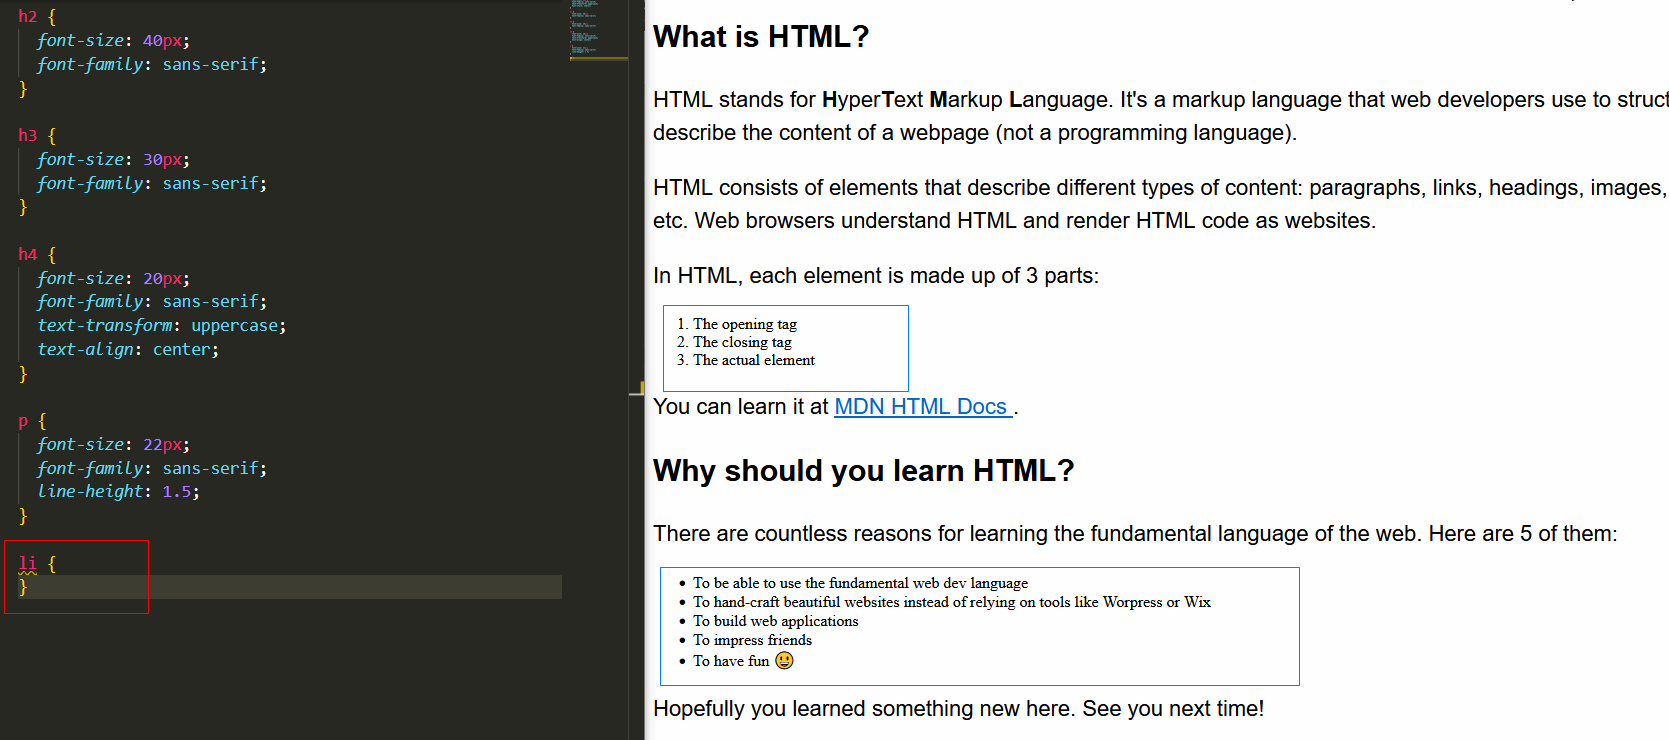 h2 {
font-size: 40px;
font-family: sans-serif;
}
h3 {
font-size: 30px;
font-family: sans-serif;
}
h4 {
font-size: 20px;
font-family: sans-serif;
text-transform: uppercase;
text-align: center;
}
p {
font-size: 22px;
font-family: sans-serif;
line-height: 1.5;
}
li {
}
What is HTML?
HTML stands for HyperText Markup Language. It's a markup language that web developers use to struct
describe the content of a webpage (not a programming language).
HTML consists of elements that describe different types of content: paragraphs, links, headings, images,
etc. Web browsers understand HTML and render HTML code as websites.
In HTML, each element is made up of 3 parts:
1. The opening tag
2. The closing tag
3. The actual element
You can learn it at MDN HTML Docs .
Why should you learn HTML?
There are countless reasons for learning the fundamental language of the web. Here are 5 of them:
• To be able to use the fundamental web dev language
• To hand-craft beautiful websites instead of relying on tools like Worpress or Wix
• To build web applications
• To impress friends
• To have fun 😃
Hopefully you learned something new here. See you next time!